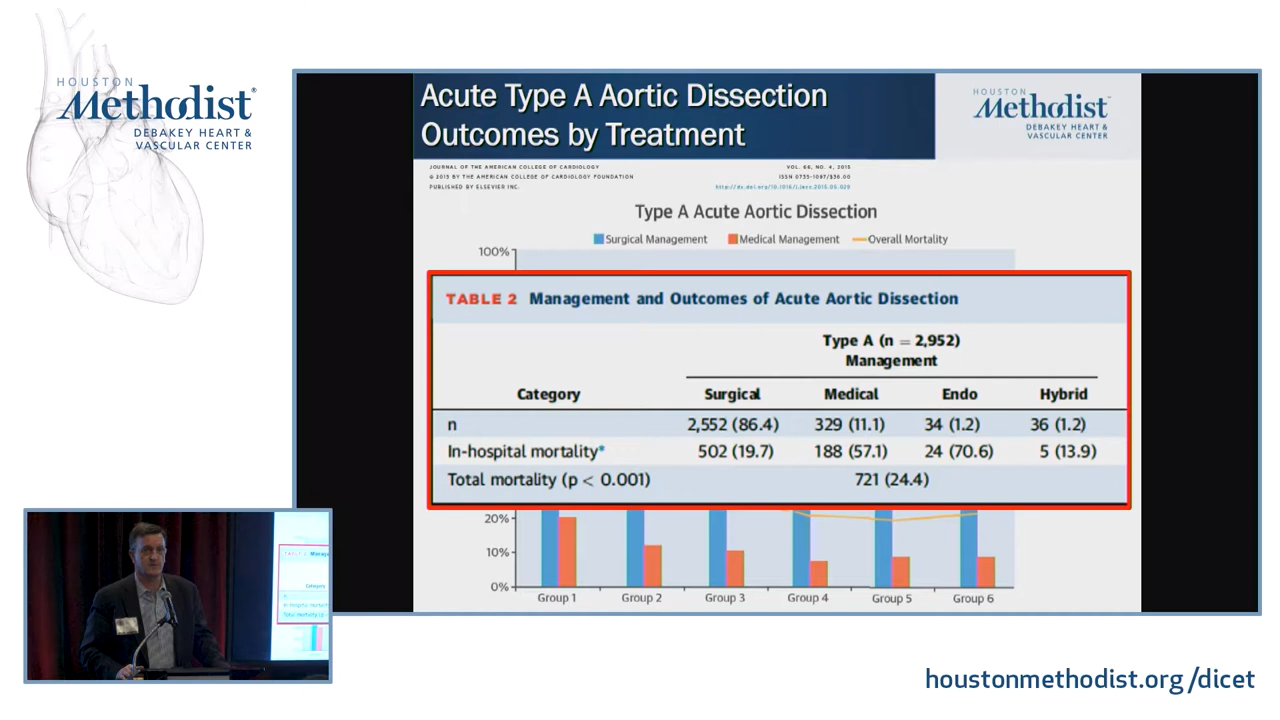 HOUSTON
Methodist®
DEBAKEY HEART &
VASCULAR CENTER
Acute Type A Aortic Dissection
Outcomes by Treatment
HOUSTON
Methodist™
DEBAKEY HEART &
VASCULAR CENTER
JOURNAL OF THE AMERICAN COLLEGE OF CARDIOLOGY VOL. 66, NO. 4, 2015
© 2015 BY THE AMERICAN COLLEGE OF CARDIOLOGY FOUNDATION ISSN 0735-1097/$36.00
PUBLISHED BY ELSEVIER INC. http://dx.doi.org/10.1016/j.jacc.2015.05.029
Type A Acute Aortic Dissection
Surgical Management Medical Management Overall Mortality
100%
TABLE 2 Management and Outcomes of Acute Aortic Dissection
Type A (n = 2,952)
Management
Category Surgical Medical Endo Hybrid
n 2,552 (86.4) 329 (11.1) 34 (1.2) 36 (1.2)
In-hospital mortality* 502 (19.7) 188 (57.1) 24 (70.6) 5 (13.9)
Total mortality (p < 0.001) 721 (24.4)
20%
10%
0%
Group 1 Group 2 Group 3 Group 4 Group 5 Group 6
TABLE 2
Category
houstonmethodist.org/dicet